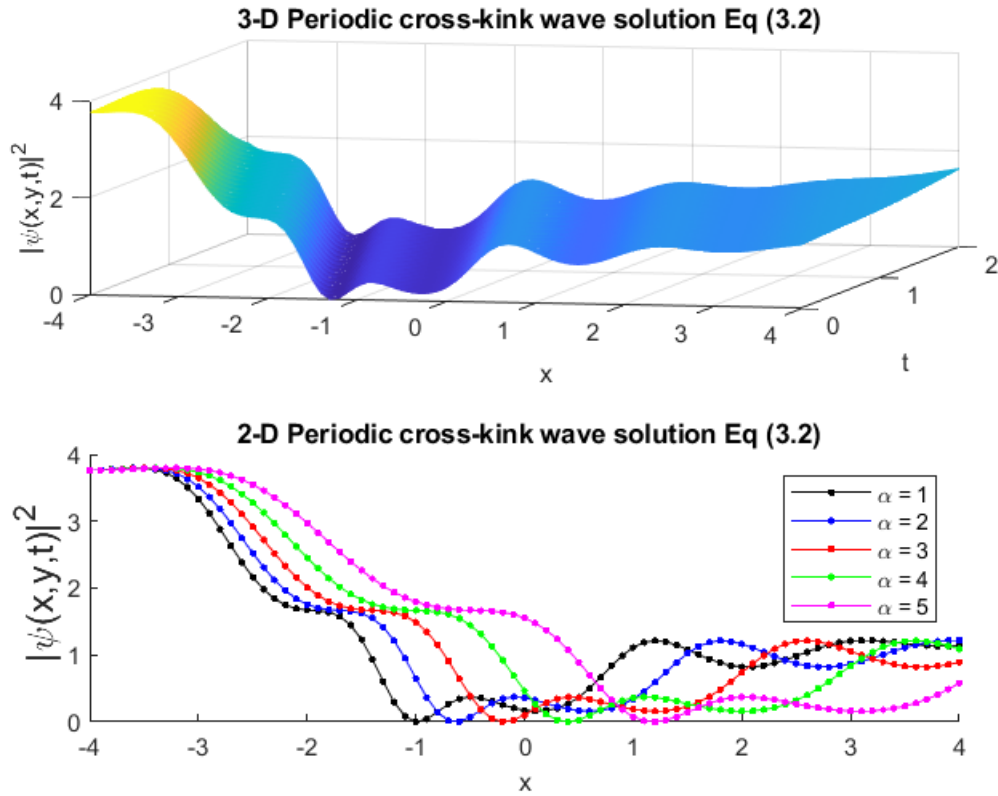 3-D Periodic cross-kink wave solution Eq (3.2)
4
2
0
|ψ(x,y,t)|²
-4
-3
-2
-1
0
1
2
3
4
x
0
1
2
t
2-D Periodic cross-kink wave solution Eq (3.2)
4
3
2
1
0
|ψ(x,y,t)|²
α = 1
α = 2
α = 3
α = 4
α = 5
-4 -3 -2 -1 0 1 2 3 4
x